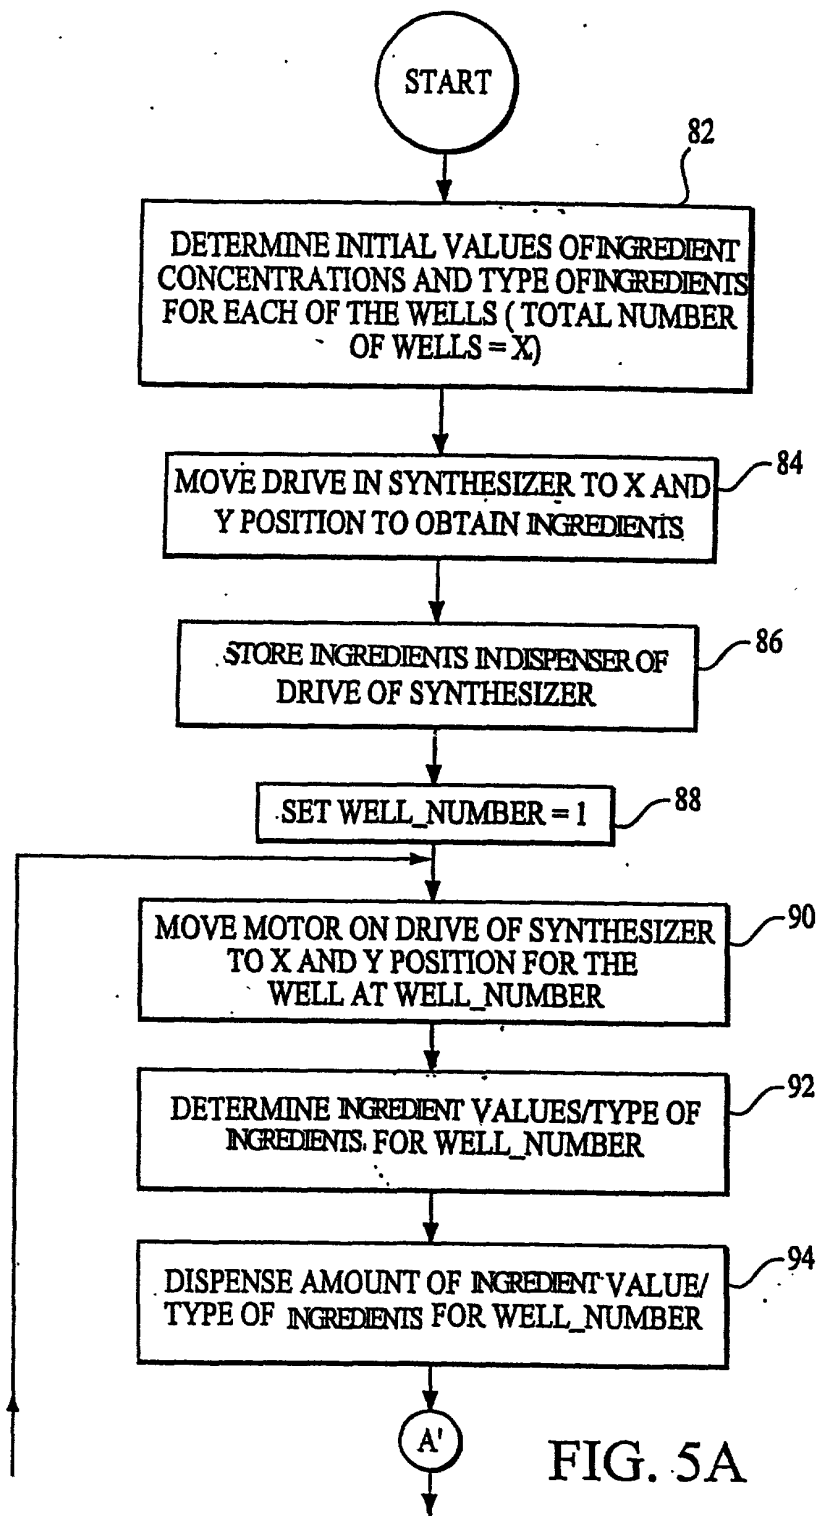 START
82
DETERMINE INITIAL VALUES OF INGREDIENT
CONCENTRATIONS AND TYPE OF INGREDIENTS
FOR EACH OF THE WELLS ( TOTAL NUMBER
OF WELLS = X)
84
MOVE DRIVE IN SYNTHESIZER TO X AND
Y POSITION TO OBTAIN INGREDIENTS
86
STORE INGREDIENTS IN DISPENSER OF
DRIVE OF SYNTHESIZER
88
SET WELL_NUMBER = 1
90
MOVE MOTOR ON DRIVE OF SYNTHESIZER
TO X AND Y POSITION FOR THE
WELL AT WELL_NUMBER
92
DETERMINE INGREDIENT VALUES/TYPE OF
INGREDIENTS FOR WELL_NUMBER
94
DISPENSE AMOUNT OF INGREDIENT VALUE/
TYPE OF INGREDIENTS FOR WELL_NUMBER
A'
FIG. 5A